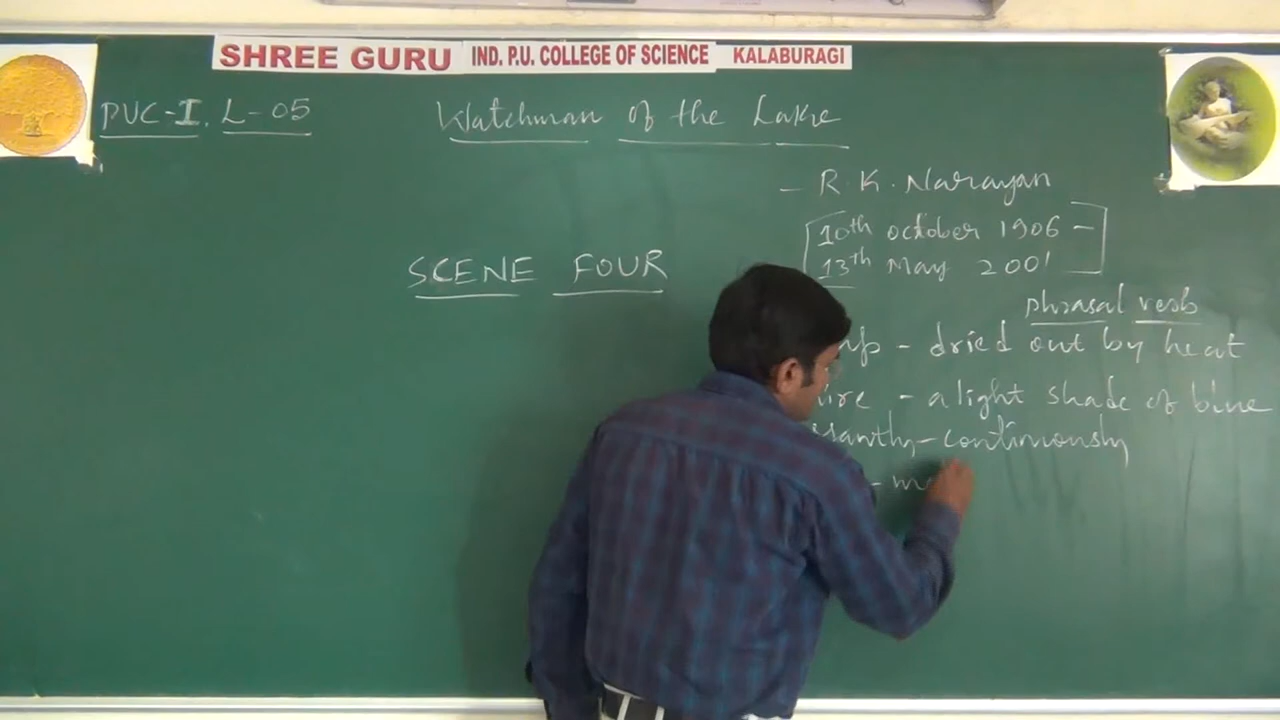 SHREE GURU IND. P.U. COLLEGE OF SCIENCE KALABURAGI
PUC-I. L-05
Watchman of the Lake
- R.K. Narayan
10th october 1906 -
13th May 2001
SCENE FOUR
phrasal verb
- dried out by heat
- a light shade of blue
- continuously